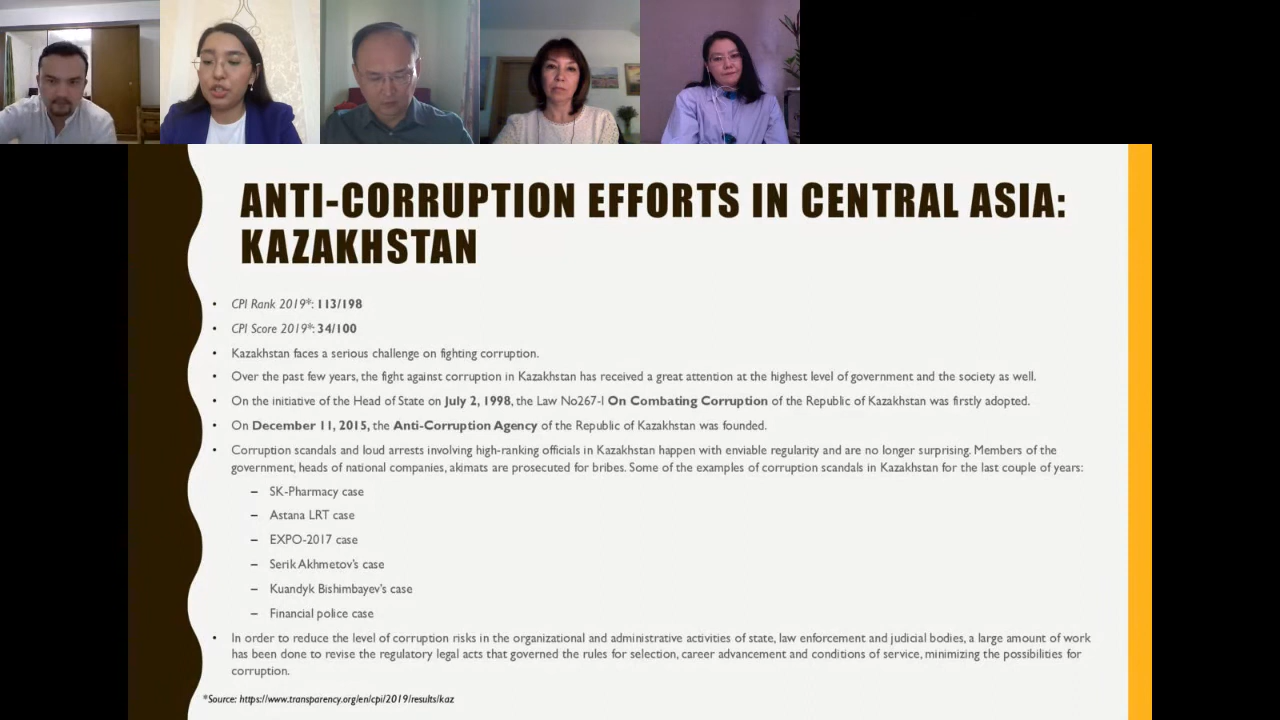 ANTI-CORRUPTION EFFORTS IN CENTRAL ASIA:
KAZAKHSTAN
• CPI Rank 2019*: 113/198
• CPI Score 2019*: 34/100
• Kazakhstan faces a serious challenge on fighting corruption.
• Over the past few years, the fight against corruption in Kazakhstan has received a great attention at the highest level of government and the society as well.
• On the initiative of the Head of State on July 2, 1998, the Law No267-I On Combating Corruption of the Republic of Kazakhstan was firstly adopted.
• On December 11, 2015, the Anti-Corruption Agency of the Republic of Kazakhstan was founded.
• Corruption scandals and loud arrests involving high-ranking officials in Kazakhstan happen with enviable regularity and are no longer surprising. Members of the
government, heads of national companies, akimats are prosecuted for bribes. Some of the examples of corruption scandals in Kazakhstan for the last couple of years:
– SK-Pharmacy case
– Astana LRT case
– EXPO-2017 case
– Serik Akhmetov's case
– Kuandyk Bishimbayev's case
– Financial police case
• In order to reduce the level of corruption risks in the organizational and administrative activities of state, law enforcement and judicial bodies, a large amount of work
has been done to revise the regulatory legal acts that governed the rules for selection, career advancement and conditions of service, minimizing the possibilities for
corruption.
*Source: https://www.transparency.org/en/cpi/2019/results/kaz